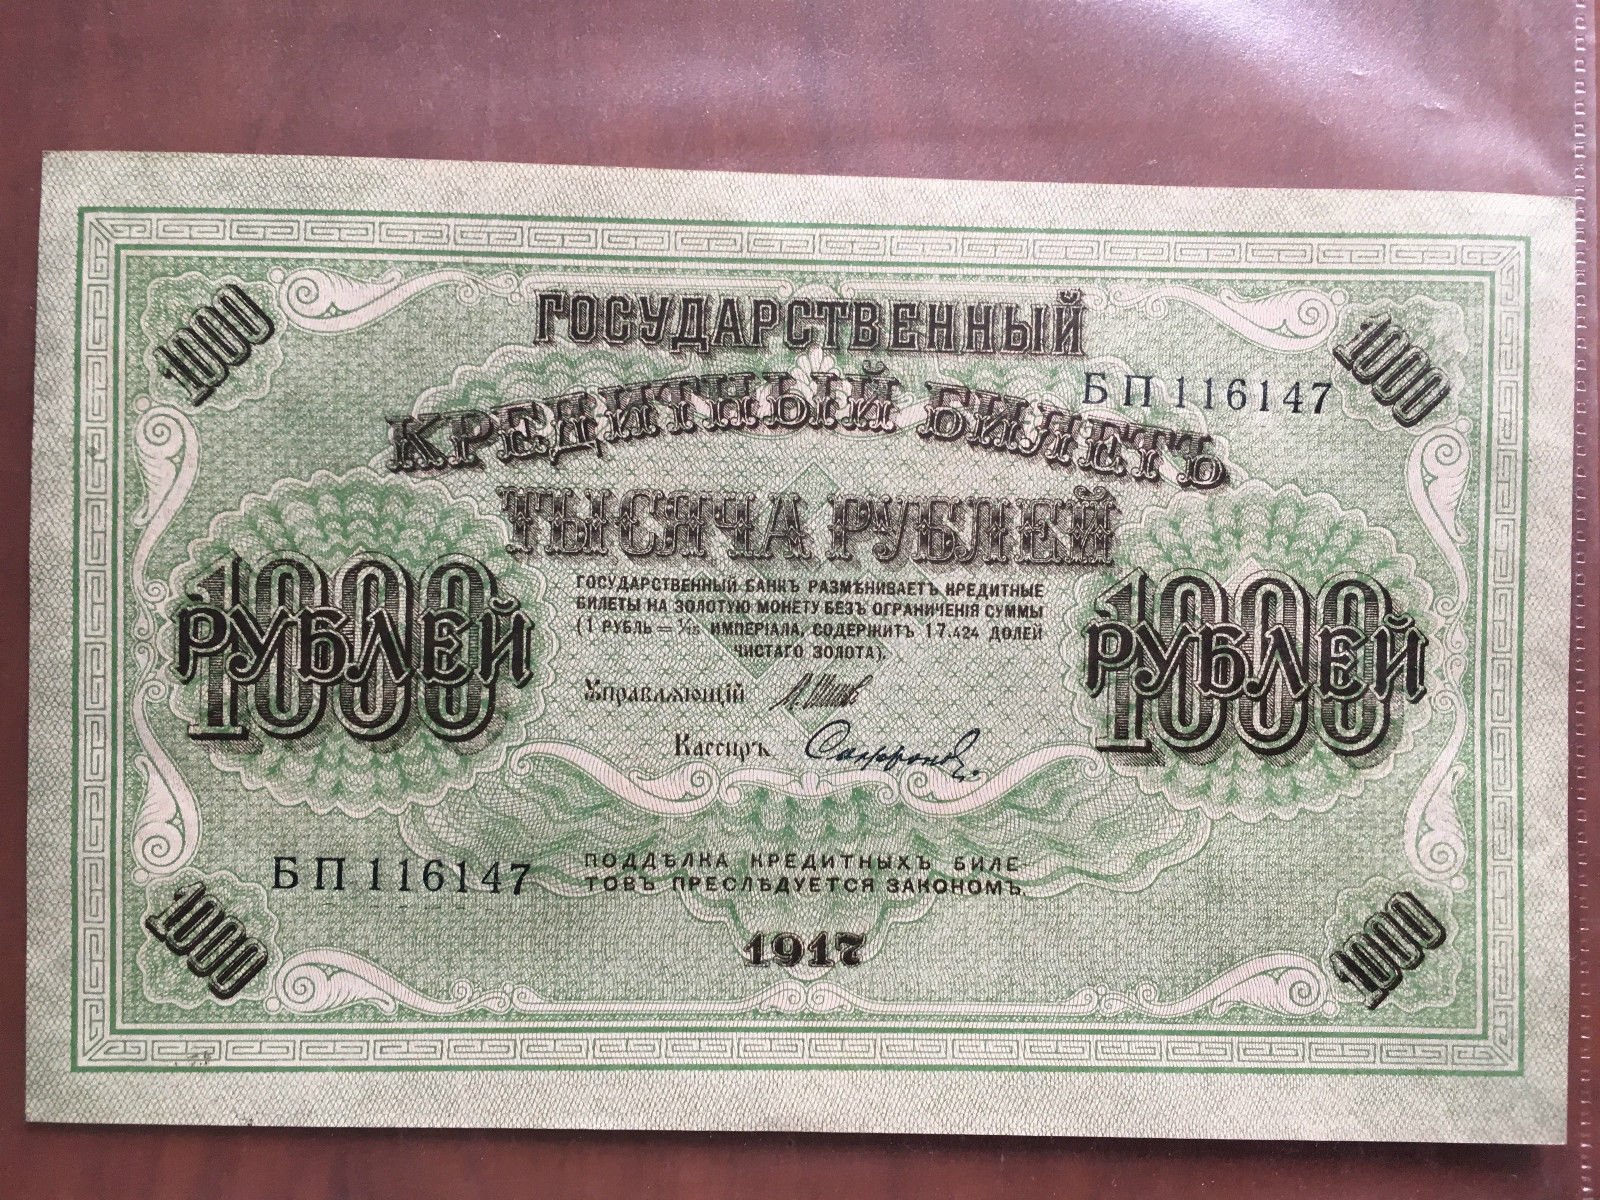 1000
1000
ГОСУДАРСТВЕННЫЙ
КРЕДИТНЫЙ БИЛЕТЪ
БП 116147
ТЫСЯЧА РУБЛЕЙ
ГОСУДАРСТВЕННЫЙ БАНКЪ РАЗМѢНИВАЕТЪ КРЕДИТНЫЕ
БИЛЕТЫ НА ЗОЛОТУЮ МОНЕТУ БЕЗЪ ОГРАНИЧЕНІЯ СУММЫ
(1 РУБЛЬ = 1/15 ИМПЕРІАЛА, СОДЕРЖИТЪ 17.424 ДОЛЕЙ
ЧИСТАГО ЗОЛОТА).
1000
РУБЛЕЙ
1000
РУБЛЕЙ
Управляющій
Кассиръ Сафронов
БП 116147
ПОДДѢЛКА КРЕДИТНЫХЪ БИЛЕ-
ТОВЪ ПРЕСЛѢДУЕТСЯ ЗАКОНОМЪ.
1917
1000
1000